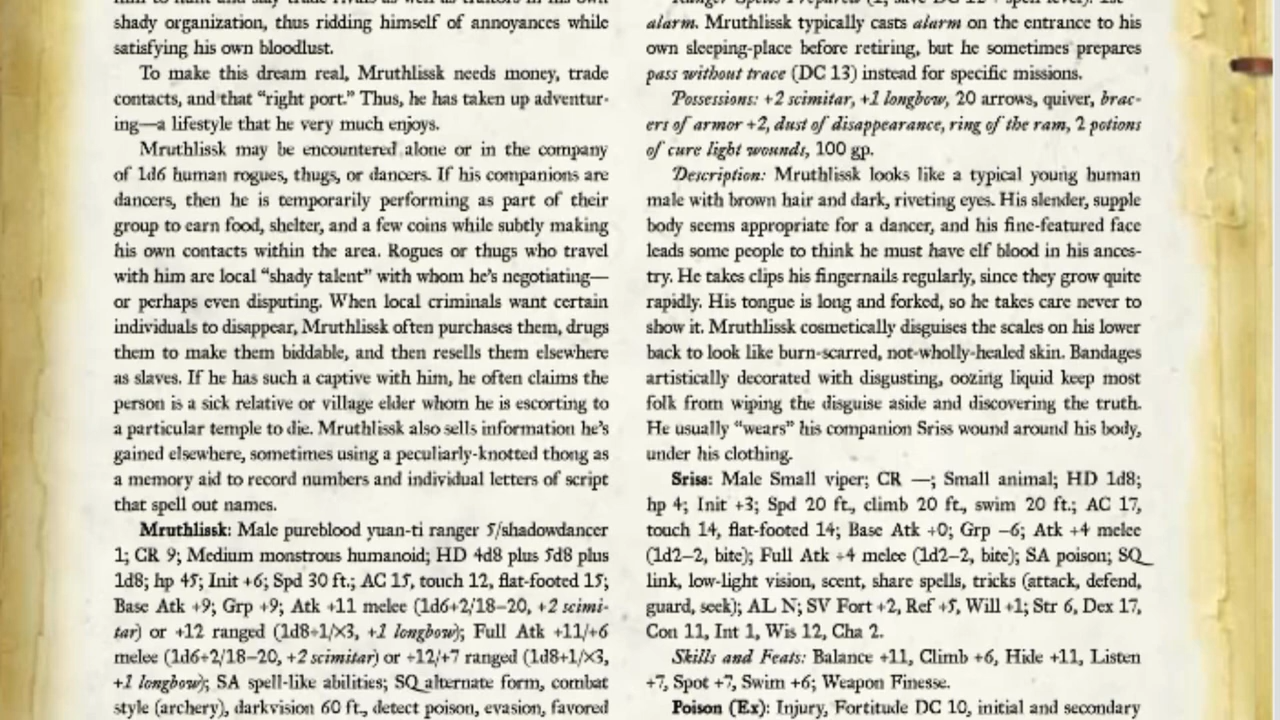 him to hunt and slay trade rivals as well as traitors in his own
shady organization, thus ridding himself of annoyances while
satisfying his own bloodlust.
To make this dream real, Mruthlissk needs money, trade
contacts, and that “right port.” Thus, he has taken up adventur-
ing—a lifestyle that he very much enjoys.
Mruthlissk may be encountered alone or in the company
of 1d6 human rogues, thugs, or dancers. If his companions are
dancers, then he is temporarily performing as part of their
group to earn food, shelter, and a few coins while subtly making
his own contacts within the area. Rogues or thugs who travel
with him are local “shady talent” with whom he’s negotiating—
or perhaps even disputing. When local criminals want certain
individuals to disappear, Mruthlissk often purchases them, drugs
them to make them biddable, and then resells them elsewhere
as slaves. If he has such a captive with him, he often claims the
person is a sick relative or village elder whom he is escorting to
a particular temple to die. Mruthlissk also sells information he’s
gained elsewhere, sometimes using a peculiarly-knotted thong as
a memory aid to record numbers and individual letters of script
that spell out names.
Mruthlissk: Male pureblood yuan-ti ranger 5/shadowdancer
1; CR 9; Medium monstrous humanoid; HD 4d8 plus 5d8 plus
1d8; hp 45; Init +6; Spd 30 ft.; AC 15, touch 12, flat-footed 15;
Base Atk +9; Grp +9; Atk +11 melee (1d6+2/18–20, +2 scimi-
tar) or +12 ranged (1d8+1/×3, +1 longbow); Full Atk +11/+6
melee (1d6+2/18–20, +2 scimitar) or +12/+7 ranged (1d8+1/×3,
+1 longbow); SA spell-like abilities; SQ alternate form, combat
style (archery), darkvision 60 ft., detect poison, evasion, favored
Ranger Spells Prepared (1; save DC 12 + spell level): 1st—
alarm. Mruthlissk typically casts alarm on the entrance to his
own sleeping-place before retiring, but he sometimes prepares
pass without trace (DC 13) instead for specific missions.
Possessions: +2 scimitar, +1 longbow, 20 arrows, quiver, brac-
ers of armor +2, dust of disappearance, ring of the ram, 2 potions
of cure light wounds, 100 gp.
Description: Mruthlissk looks like a typical young human
male with brown hair and dark, riveting eyes. His slender, supple
body seems appropriate for a dancer, and his fine-featured face
leads some people to think he must have elf blood in his ances-
try. He takes clips his fingernails regularly, since they grow quite
rapidly. His tongue is long and forked, so he takes care never to
show it. Mruthlissk cosmetically disguises the scales on his lower
back to look like burn-scarred, not-wholly-healed skin. Bandages
artistically decorated with disgusting, oozing liquid keep most
folk from wiping the disguise aside and discovering the truth.
He usually “wears” his companion Sriss wound around his body,
under his clothing.
Sriss: Male Small viper; CR —; Small animal; HD 1d8;
hp 4; Init +3; Spd 20 ft., climb 20 ft., swim 20 ft.; AC 17,
touch 14, flat-footed 14; Base Atk +0; Grp –6; Atk +4 melee
(1d2–2, bite); Full Atk +4 melee (1d2–2, bite); SA poison; SQ
link, low-light vision, scent, share spells, tricks (attack, defend,
guard, seek); AL N; SV Fort +2, Ref +5, Will +1; Str 6, Dex 17,
Con 11, Int 1, Wis 12, Cha 2.
Skills and Feats: Balance +11, Climb +6, Hide +11, Listen
+7, Spot +7, Swim +6; Weapon Finesse.
Poison (Ex): Injury, Fortitude DC 10, initial and secondary